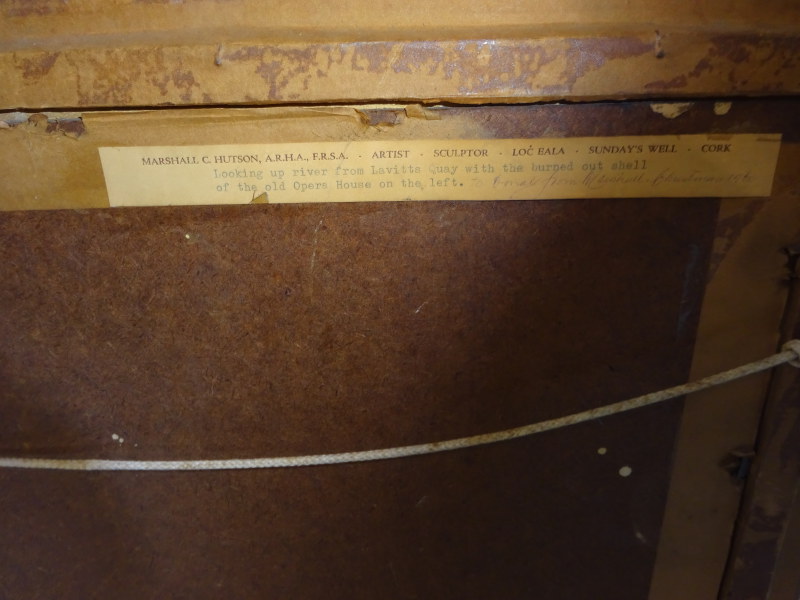 MARSHALL C. HUTSON, A.R.H.A., F.R.S.A. · ARTIST · SCULPTOR · LOĊ EALA · SUNDAY'S WELL · CORK
Looking up river from Lavitts Quay with the burned out shell
of the old Opera House on the left.